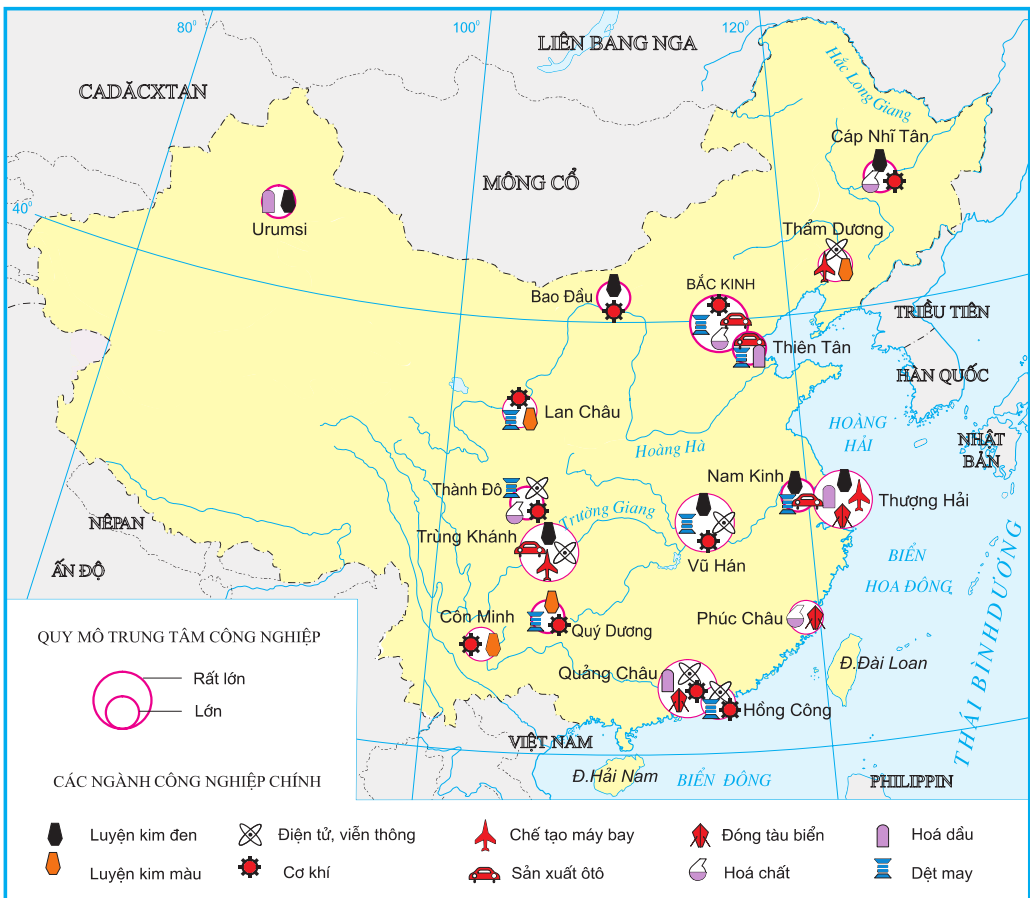 80⁰
100⁰
120⁰
LIÊN BANG NGA
CADĂCXTAN
Hắc Long Giang
Cáp Nhĩ Tân
MÔNG CỔ
40⁰
Urumsi
Thẩm Dương
Bao Đầu
BẮC KINH
TRIỀU TIÊN
Thiên Tân
HÀN QUỐC
Lan Châu
HOÀNG
HẢI
Hoàng Hà
NHẬT
BẢN
Nam Kinh
Thành Đô
Thượng Hải
Trường Giang
NÊPAN
Trùng Khánh
Vũ Hán
BIỂN
HOA ĐÔNG
ẤN ĐỘ
Côn Minh
Quý Dương
Phúc Châu
THÁI BÌNH DƯƠNG
Quảng Châu
Đ.Đài Loan
Hồng Công
VIỆT NAM
Đ.Hải Nam
BIỂN ĐÔNG
PHILIPPIN
QUY MÔ TRUNG TÂM CÔNG NGHIỆP
Rất lớn
Lớn
CÁC NGÀNH CÔNG NGHIỆP CHÍNH
Luyện kim đen
Điện tử, viễn thông
Chế tạo máy bay
Đóng tàu biển
Hoá dầu
Luyện kim màu
Cơ khí
Sản xuất ôtô
Hoá chất
Dệt may